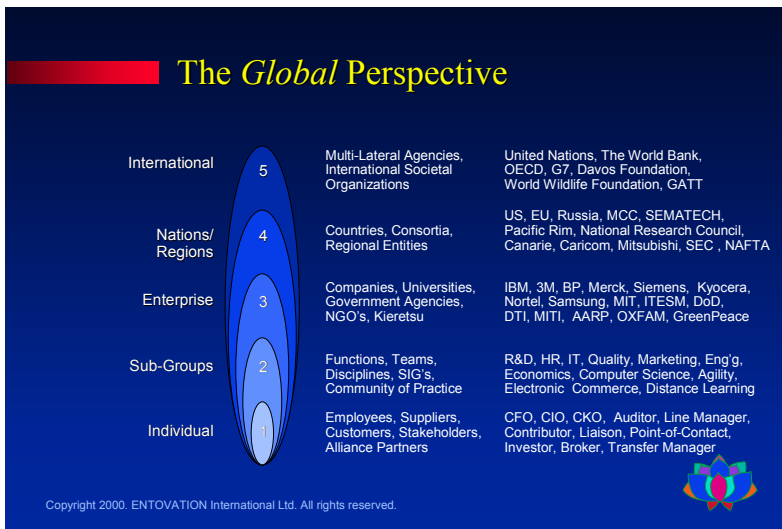 The Global Perspective
International
5
Multi-Lateral Agencies,
International Societal
Organizations
United Nations, The World Bank,
OECD, G7, Davos Foundation,
World Wildlife Foundation, GATT
Nations/
Regions
4
Countries, Consortia,
Regional Entities
US, EU, Russia, MCC, SEMATECH,
Pacific Rim, National Research Council,
Canarie, Caricom, Mitsubishi, SEC , NAFTA
Enterprise
3
Companies, Universities,
Government Agencies,
NGO's, Kieretsu
IBM, 3M, BP, Merck, Siemens, Kyocera,
Nortel, Samsung, MIT, ITESM, DoD,
DTI, MITI, AARP, OXFAM, GreenPeace
Sub-Groups
2
Functions, Teams,
Disciplines, SIG's,
Community of Practice
R&D, HR, IT, Quality, Marketing, Eng'g,
Economics, Computer Science, Agility,
Electronic Commerce, Distance Learning
Individual
1
Employees, Suppliers,
Customers, Stakeholders,
Alliance Partners
CFO, CIO, CKO, Auditor, Line Manager,
Contributor, Liaison, Point-of-Contact,
Investor, Broker, Transfer Manager
Copyright 2000. ENTOVATION International Ltd. All rights reserved.